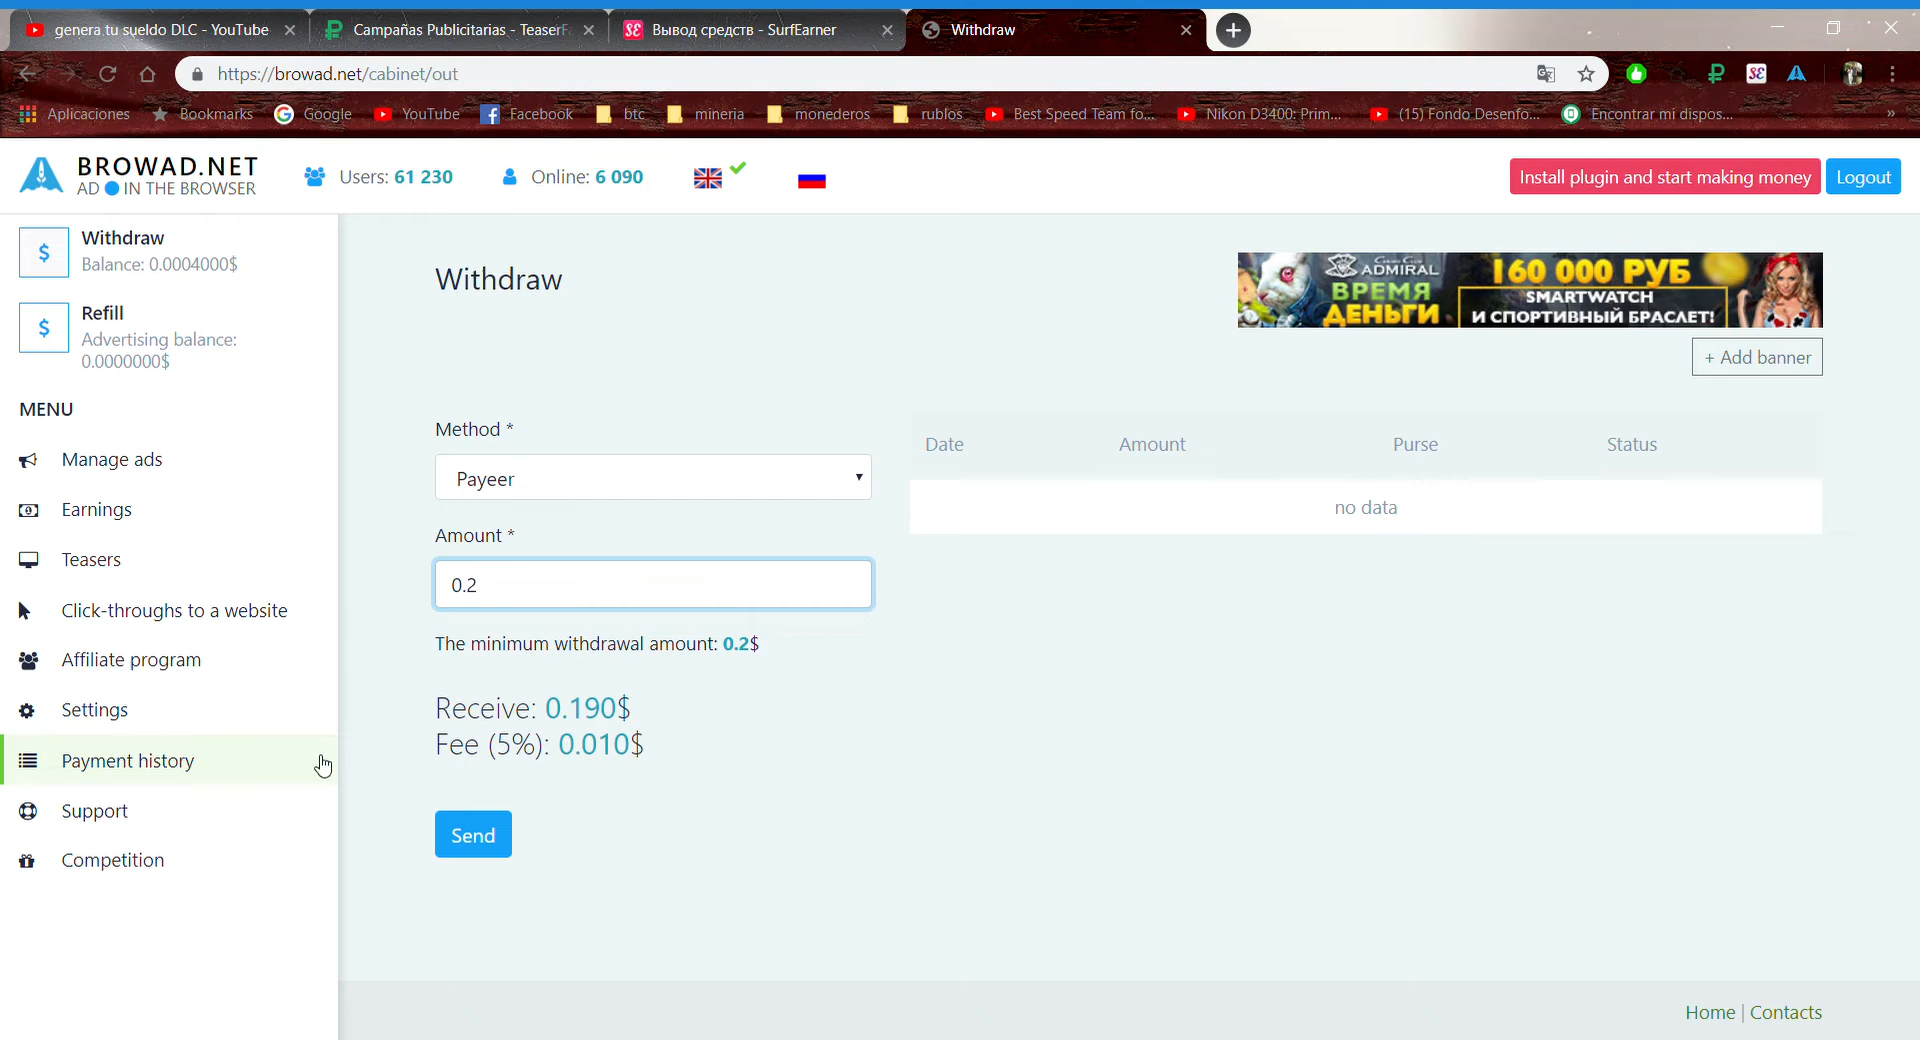 genera tu sueldo DLC - YouTube
Campañas Publicitarias - TeaserF
Вывод средств - SurfEarner
Withdraw
https://browad.net/cabinet/out
Aplicaciones
Bookmarks
Google
YouTube
Facebook
btc
mineria
monederos
rublos
Best Speed Team fo...
Nikon D3400: Prim...
(15) Fondo Desenfo...
Encontrar mi dispos...
»
BROWAD.NET
AD IN THE BROWSER
Users: 61 230
Online: 6 090
Install plugin and start making money
Logout
$
Withdraw
Balance: 0.0004000$
$
Refill
Advertising balance:
0.0000000$
MENU
Manage ads
Earnings
Teasers
Click-throughs to a website
Affiliate program
Settings
Payment history
Support
Competition
Withdraw
ADMIRAL
ВРЕМЯ
ДЕНЬГИ
160 000 РУБ
SMARTWATCH
И СПОРТИВНЫЙ БРАСЛЕТ!
+ Add banner
Method *
Payeer
Amount *
0.2
The minimum withdrawal amount: 0.2$
Receive: 0.190$
Fee (5%): 0.010$
Send
Date Amount Purse Status
no data
Home | Contacts